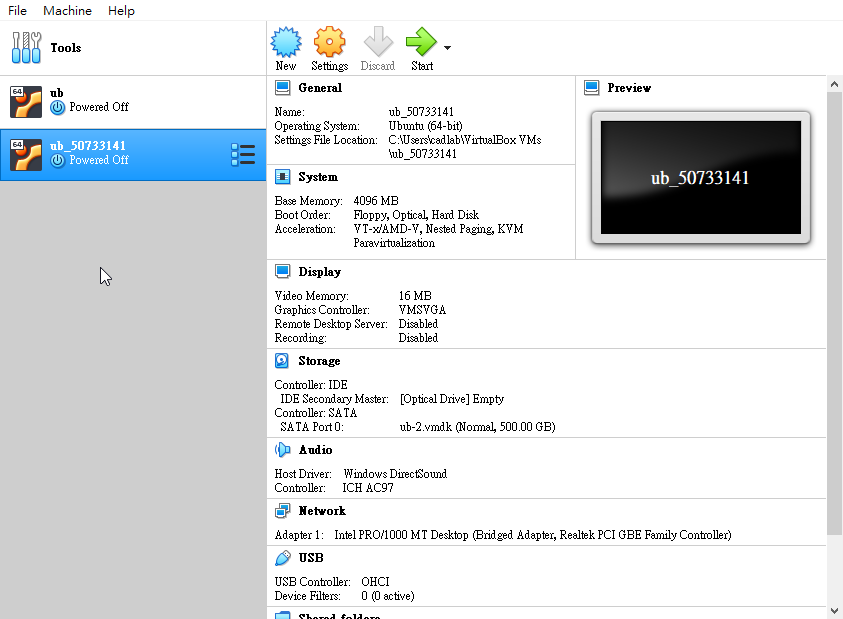 File Machine Help
Tools
New Settings Discard Start
64 ub
Powered Off
64 ub_50733141
Powered Off
General
Name: ub_50733141
Operating System: Ubuntu (64-bit)
Settings File Location: C:\Users\cadlab\VirtualBox VMs
\ub_50733141
Preview
ub_50733141
System
Base Memory: 4096 MB
Boot Order: Floppy, Optical, Hard Disk
Acceleration: VT-x/AMD-V, Nested Paging, KVM
Paravirtualization
Display
Video Memory: 16 MB
Graphics Controller: VMSVGA
Remote Desktop Server: Disabled
Recording: Disabled
Storage
Controller: IDE
IDE Secondary Master: [Optical Drive] Empty
Controller: SATA
SATA Port 0: ub-2.vmdk (Normal, 500.00 GB)
Audio
Host Driver: Windows DirectSound
Controller: ICH AC97
Network
Adapter 1: Intel PRO/1000 MT Desktop (Bridged Adapter, Realtek PCI GBE Family Controller)
USB
USB Controller: OHCI
Device Filters: 0 (0 active)
Shared folders